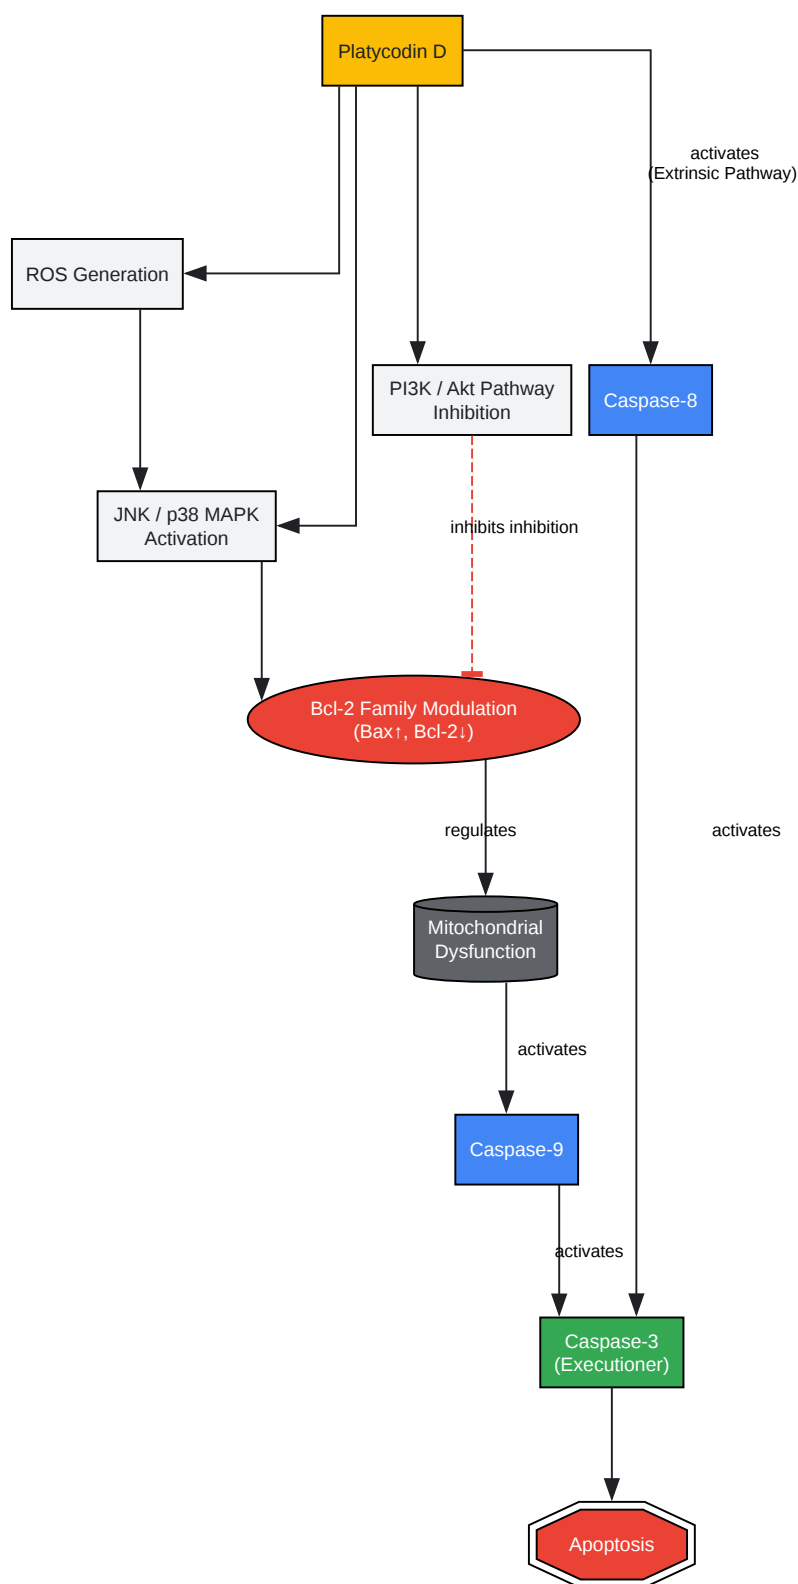 Platycodin D
activates
(Extrinsic Pathway)
ROS Generation
PI3K / Akt Pathway
Inhibition
Caspase-8
JNK / p38 MAPK
Activation
inhibits inhibition
Bcl-2 Family Modulation
(Bax↑, Bcl-2↓)
regulates
activates
Mitochondrial
Dysfunction
activates
Caspase-9
activates
Caspase-3
(Executioner)
Apoptosis